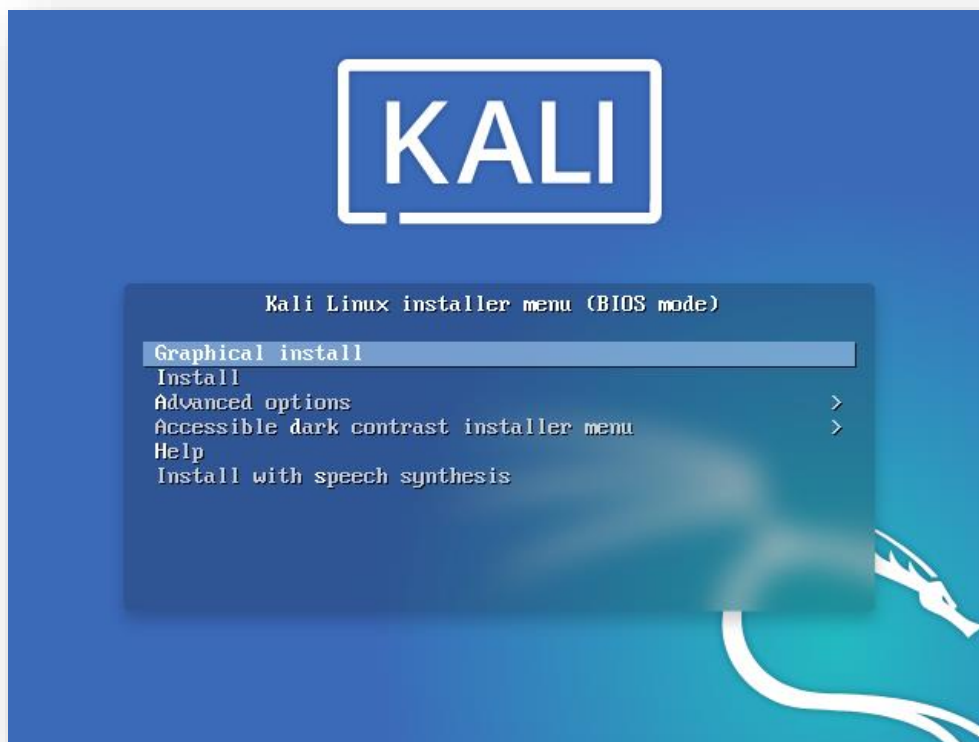 KALI
Kali Linux installer menu (BIOS mode)
Graphical install
Install
Advanced options >
Accessible dark contrast installer menu >
Help
Install with speech synthesis